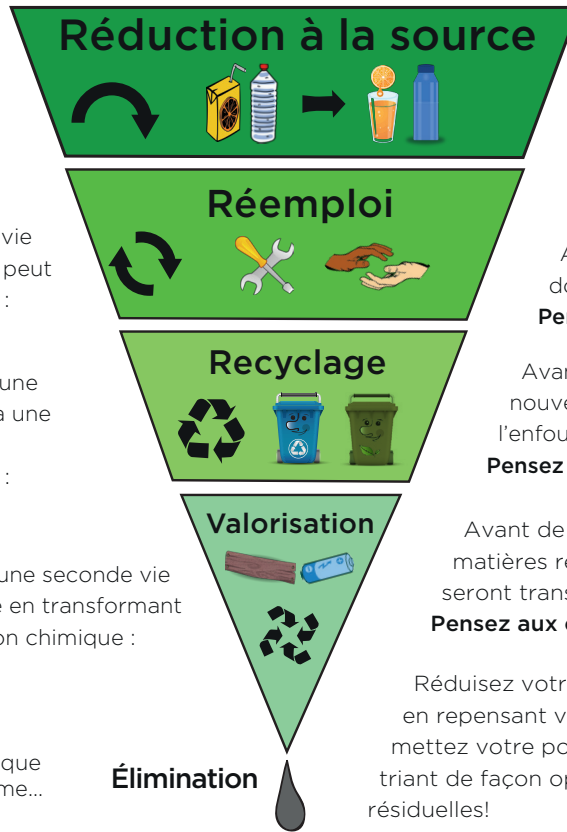 Réduction à la source
Réemploi
vie
peut
:
Recyclage
une
une
:
Valorisation
une seconde vie
en transformant
on chimique :
Élimination
que
me...
Pen
Avan
nouve
l'enfou
Pensez
Avant de
matières re
seront trans
Pensez aux
Réduisez votr
en repensant v
mettez votre po
triant de façon op
résiduelles!